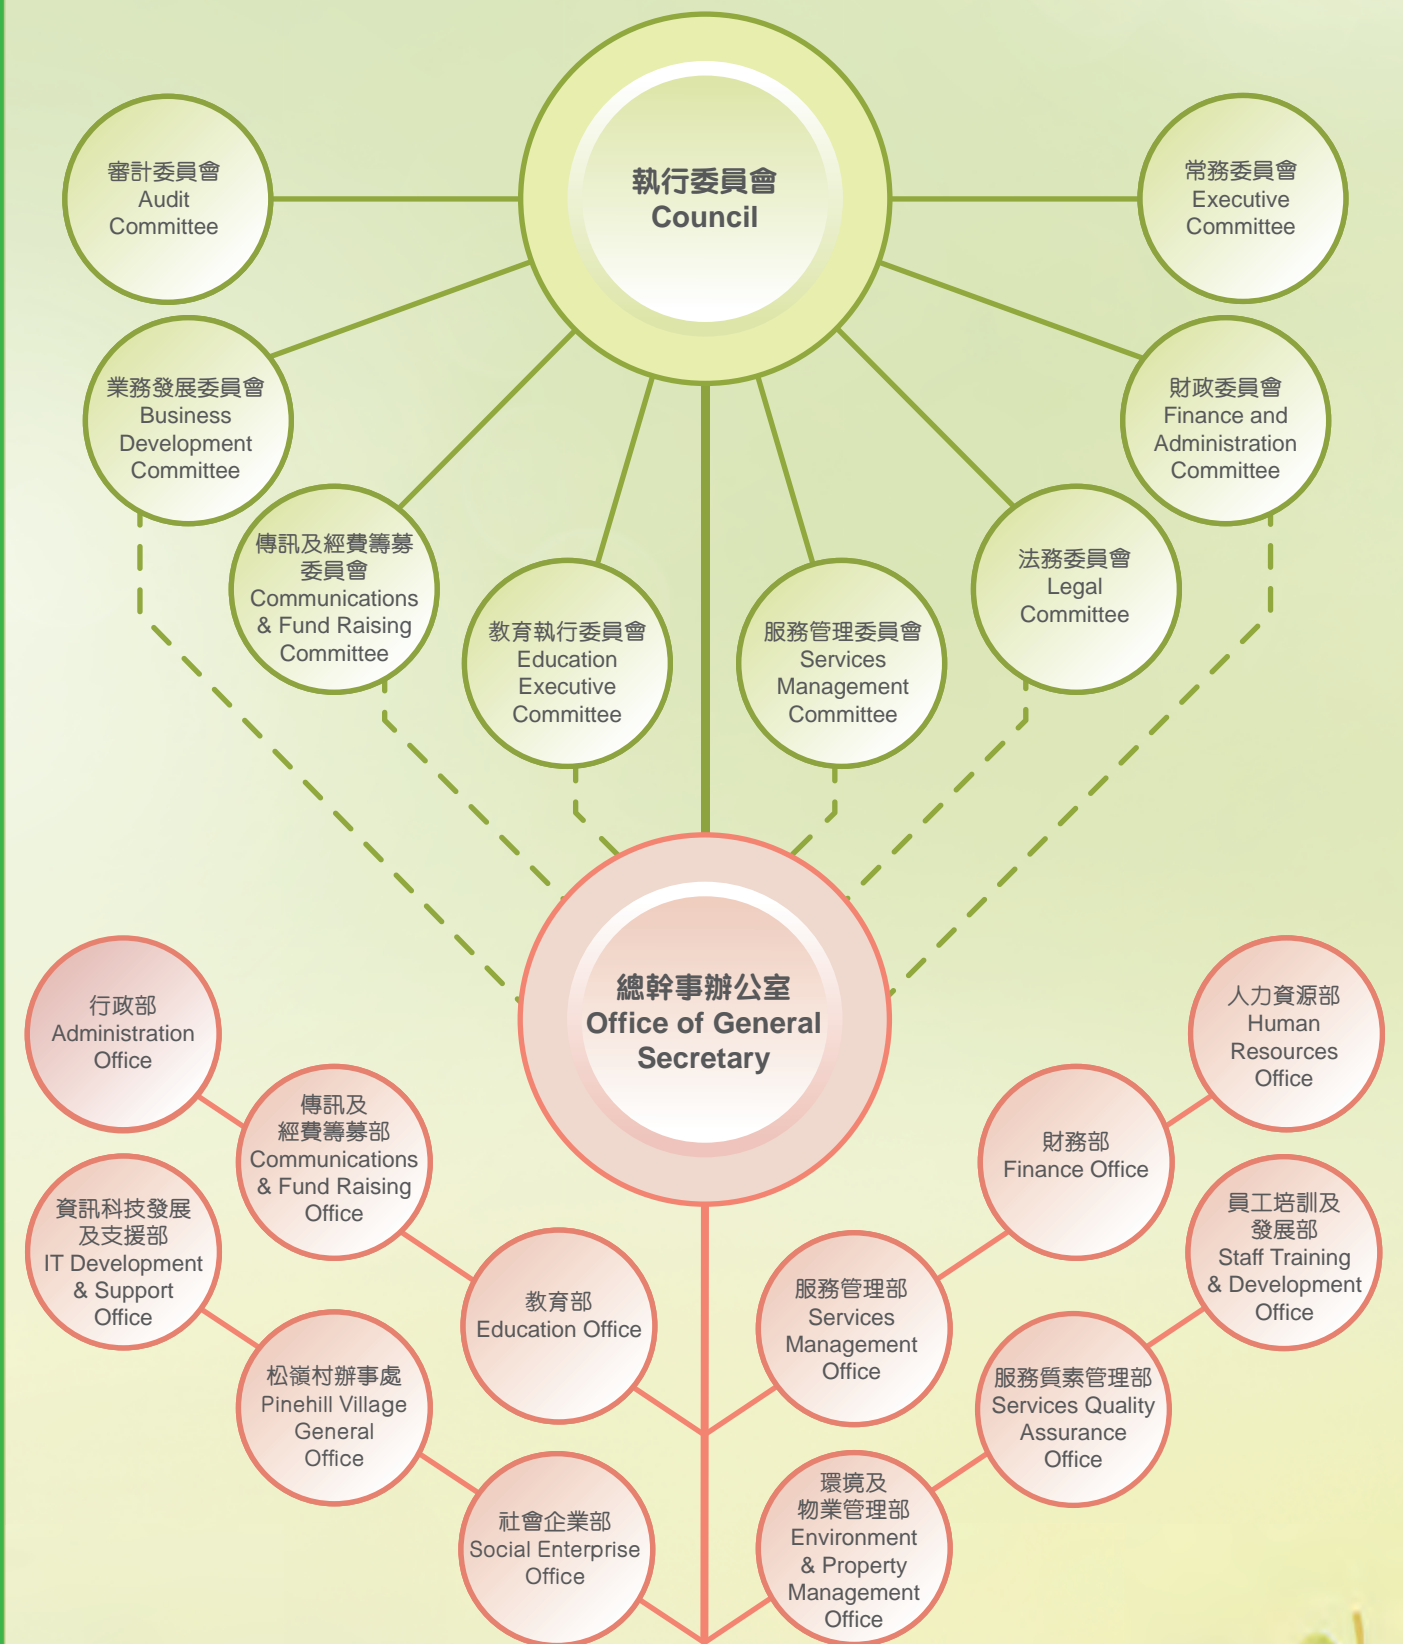 執行委員會
Council
審計委員會
Audit
Committee
常務委員會
Executive
Committee
業務發展委員會
Business
Development
Committee
財政委員會
Finance and
Administration
Committee
傳訊及經費籌募
委員會
Communications
& Fund Raising
Committee
法務委員會
Legal
Committee
教育執行委員會
Education
Executive
Committee
服務管理委員會
Services
Management
Committee
總幹事辦公室
Office of General
Secretary
行政部
Administration
Office
人力資源部
Human
Resources
Office
傳訊及
經費籌募部
Communications
& Fund Raising
Office
財務部
Finance Office
資訊科技發展
及支援部
IT Development
& Support
Office
員工培訓及
發展部
Staff Training
& Development
Office
教育部
Education Office
服務管理部
Services
Management
Office
松嶺村辦事處
Pinehill Village
General
Office
服務質素管理部
Services Quality
Assurance
Office
社會企業部
Social Enterprise
Office
環境及
物業管理部
Environment
& Property
Management
Office